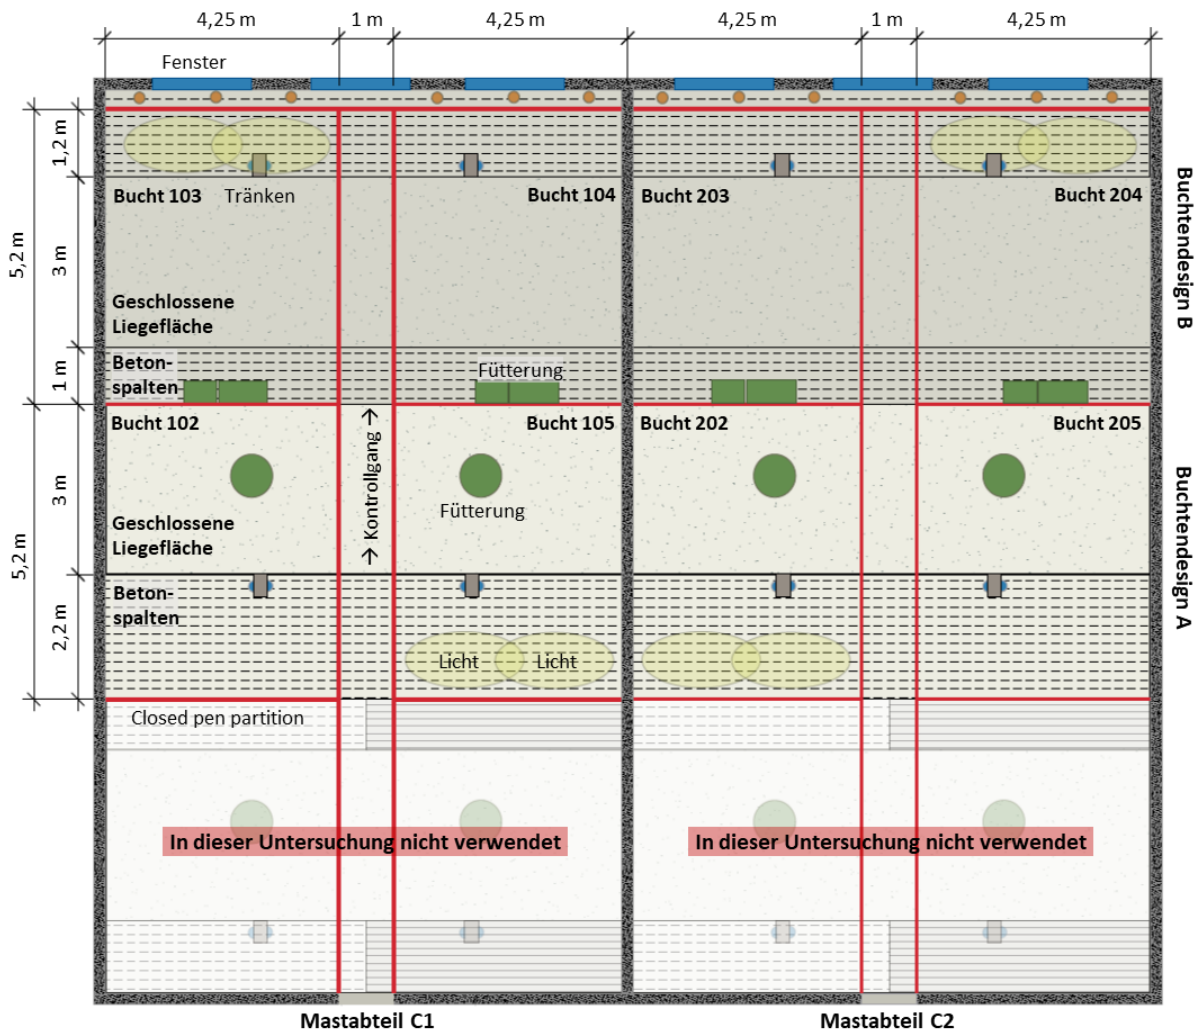 4,25 m
1 m
4,25 m
4,25 m
1 m
4,25 m
Fenster
1,2 m
Bucht 103
Tränken
Bucht 104
Bucht 203
Bucht 204
5,2 m
3 m
Buchtendesign B
Geschlossene
Liegefläche
1 m
Beton-
spalten
Fütterung
Bucht 102
Bucht 105
Bucht 202
Bucht 205
Kontrollgang
3 m
Fütterung
Geschlossene
Liegefläche
5,2 m
Buchtendesign A
Beton-
spalten
2,2 m
Licht
Licht
Closed pen partition
In dieser Untersuchung nicht verwendet
In dieser Untersuchung nicht verwendet
Mastabteil C1
Mastabteil C2